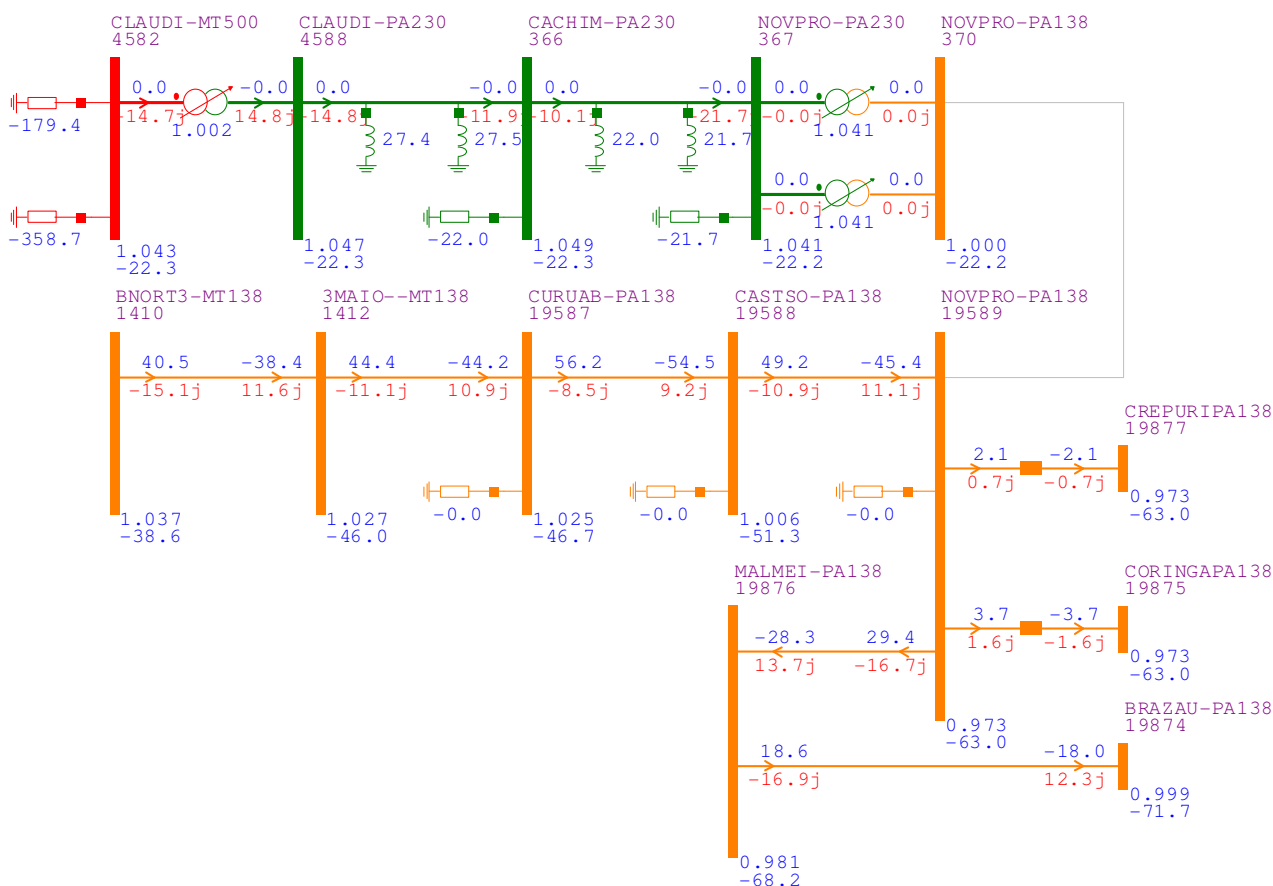 CLAUDI-MT500
4582
CLAUDI-PA230
4588
CACHIM-PA230
366
NOVPRO-PA230
367
NOVPRO-PA138
370
0.0 -0.0 0.0 -0.0 0.0 -0.0 0.0 0.0
-14.7j 14.8j -14.8 -11.9 -10.1 -21.7 -0.0j 0.0j
-179.4
1.002
1.041
27.4
27.5
22.0
21.7
0.0 0.0
-0.0j 0.0j
1.041
-358.7
-22.0
-21.7
1.043
-22.3
1.047
-22.3
1.049
-22.3
1.041
-22.2
1.000
-22.2
BNORT3-MT138
1410
3MAIO--MT138
1412
CURUAB-PA138
19587
CASTSO-PA138
19588
NOVPRO-PA138
19589
40.5 -38.4 44.4 -44.2 56.2 -54.5 49.2 -45.4
-15.1j 11.6j -11.1j 10.9j -8.5j 9.2j -10.9j 11.1j
CREPURIPA138
19877
2.1 -2.1
0.7j -0.7j
0.973
-63.0
-0.0
-0.0
-0.0
1.037
-38.6
1.027
-46.0
1.025
-46.7
1.006
-51.3
MALMEI-PA138
19876
CORINGAPA138
19875
3.7 -3.7
1.6j -1.6j
-28.3 29.4
13.7j -16.7j
0.973
-63.0
BRAZAU-PA138
19874
0.973
-63.0
18.6 -18.0
-16.9j 12.3j
0.999
-71.7
0.981
-68.2